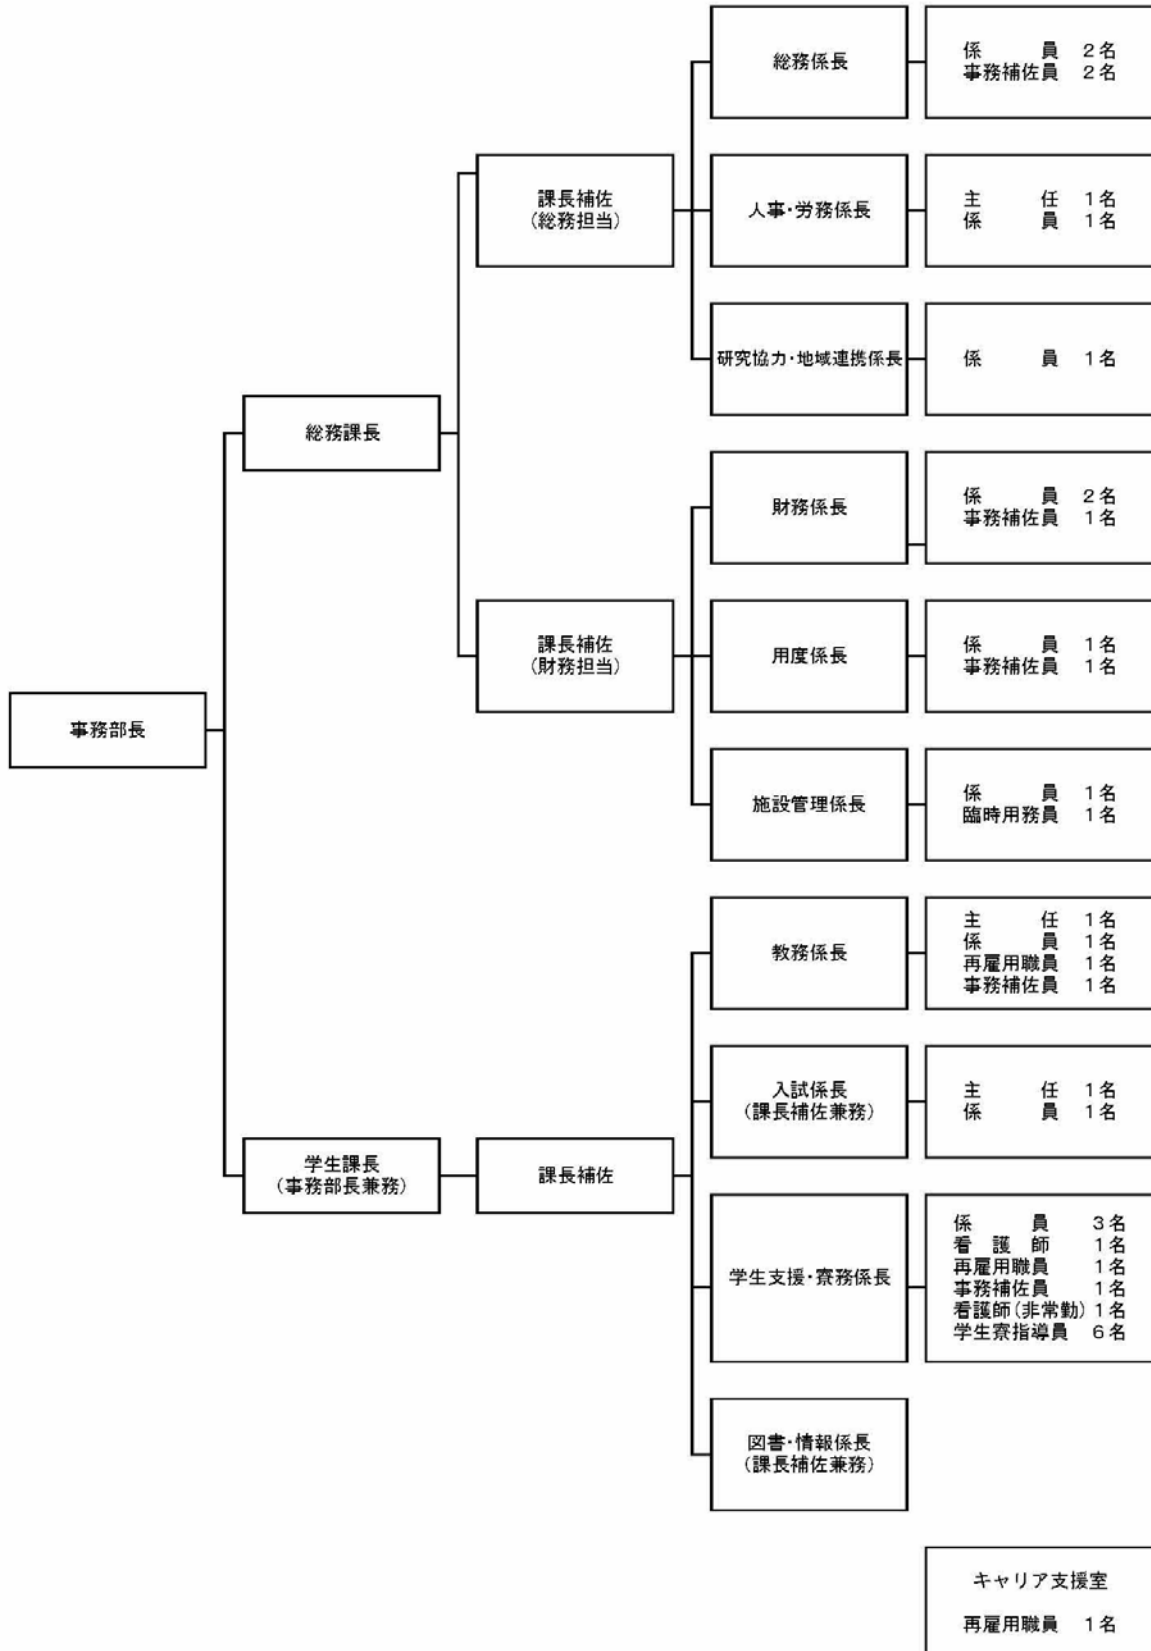 総務係長
係　　員　2名
事務補佐員　2名
課長補佐
(総務担当)
人事・労務係長
主　　任　1名
係　　員　1名
研究協力・地域連携係長
係　　員　1名
総務課長
財務係長
係　　員　2名
事務補佐員　1名
課長補佐
(財務担当)
用度係長
係　　員　1名
事務補佐員　1名
事務部長
施設管理係長
係　　員　1名
臨時用務員　1名
教務係長
主　　任　1名
係　　員　1名
再雇用職員　1名
事務補佐員　1名
入試係長
(課長補佐兼務)
主　　任　1名
係　　員　1名
学生課長
(事務部長兼務)
課長補佐
学生支援・寮務係長
係　　員　3名
看　護　師　1名
再雇用職員　1名
事務補佐員　1名
看護師(非常勤)　1名
学生寮指導員　6名
図書・情報係長
(課長補佐兼務)
キャリア支援室
再雇用職員　1名